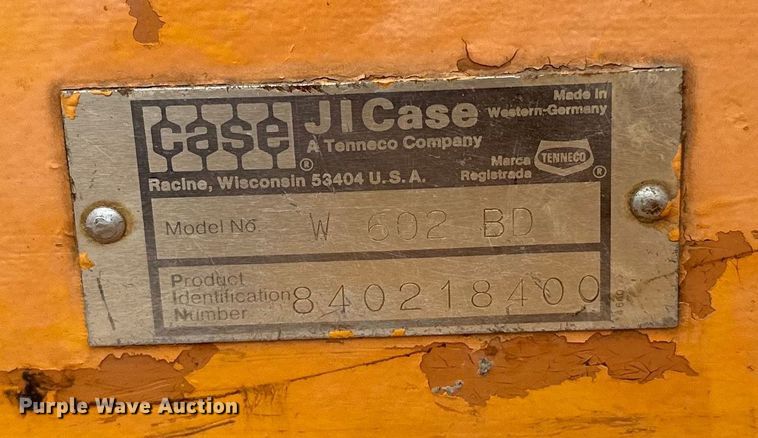 case ®
J I Case
A Tenneco Company
Made in
Western-Germany
Marca
Registrada
TENNECO ®
Racine, Wisconsin 53404 U.S.A.
Model No. W 602 BD
Product
Identification
Number 840218400
Purple Wave Auction